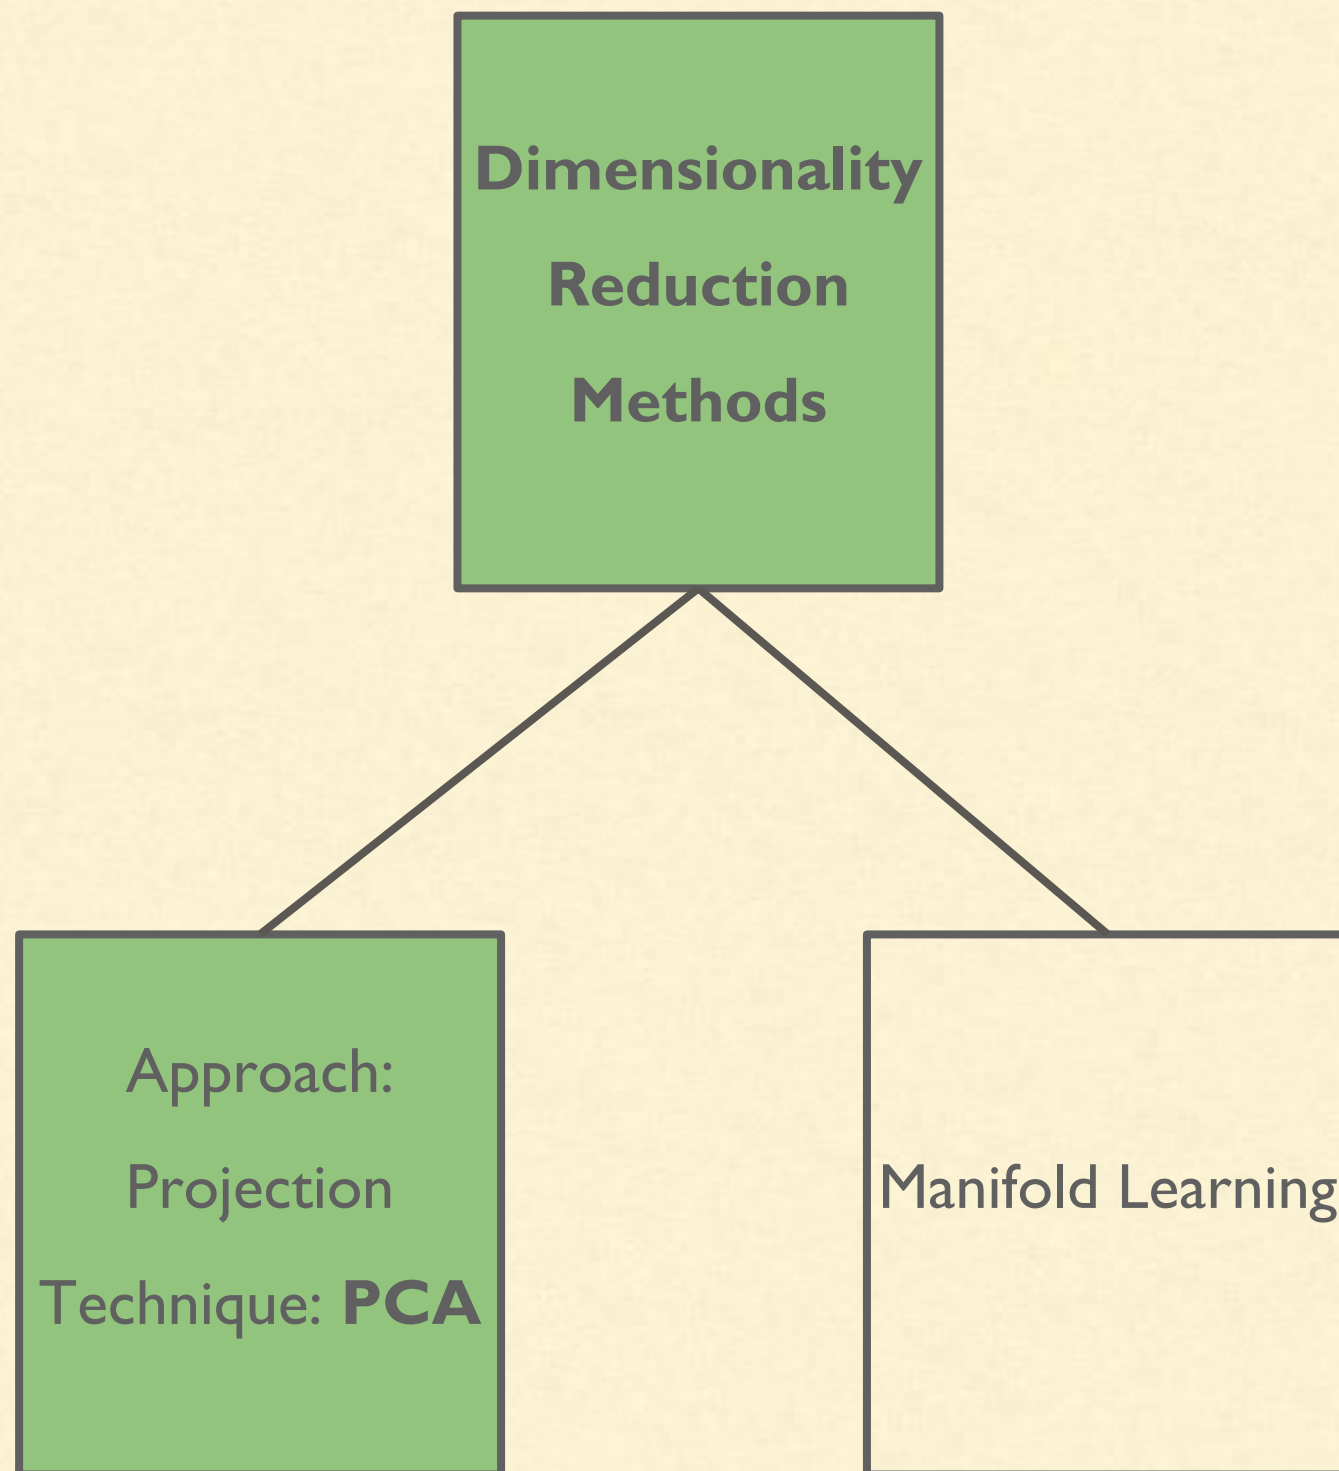 Dimensionality
Reduction
Methods
Approach:
Projection
Technique: PCA
Manifold Learning